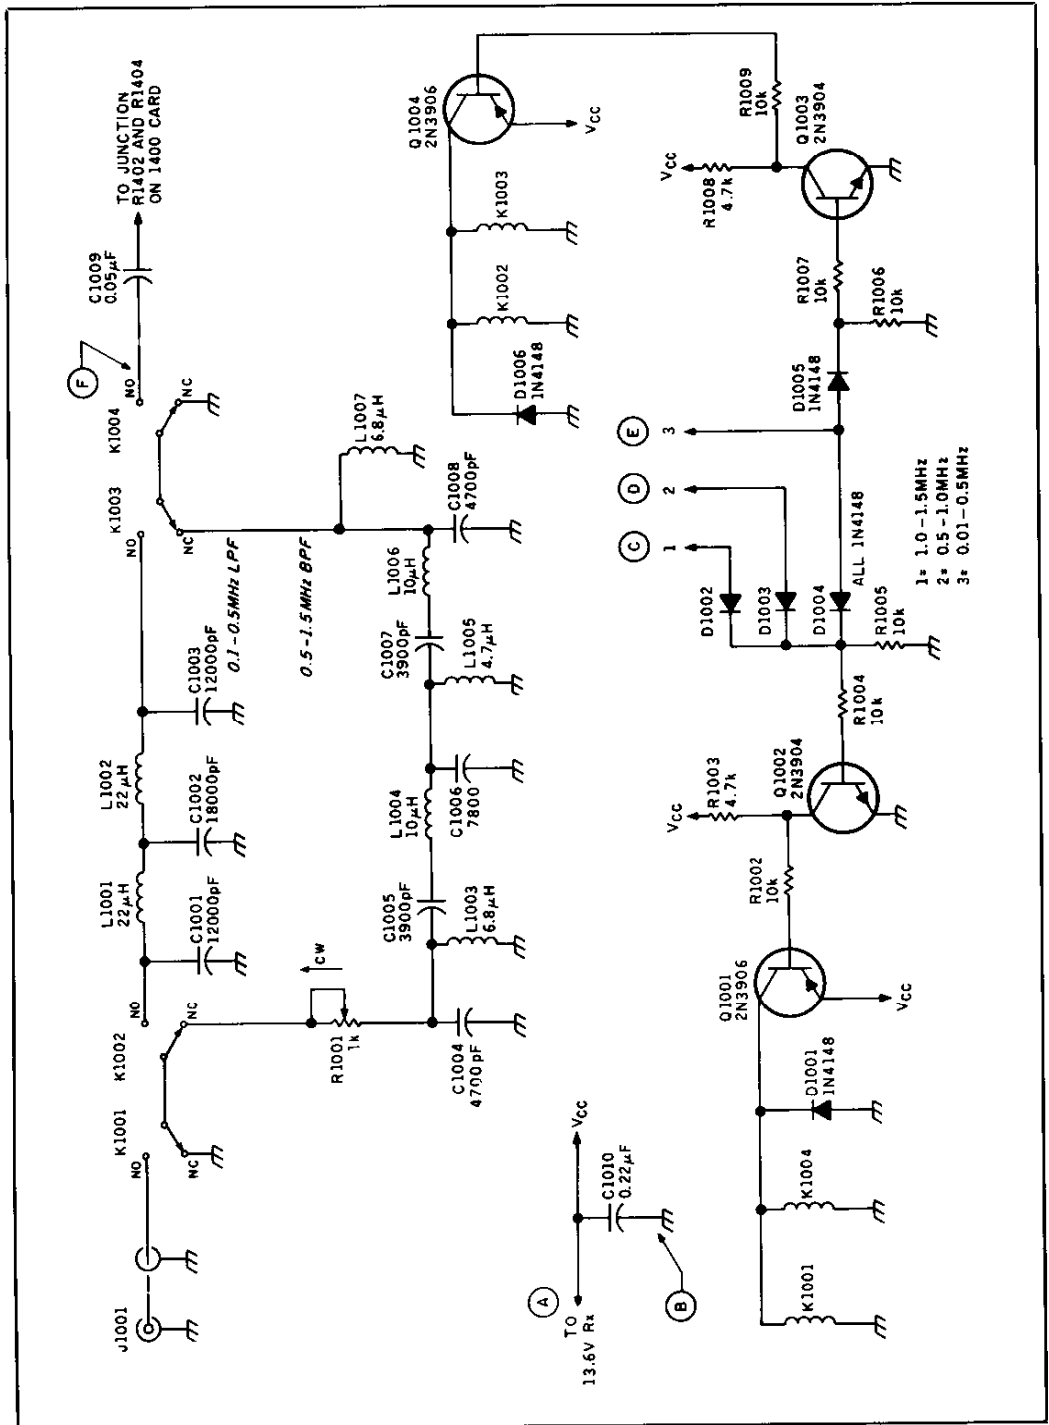 J1001
K1001
NO
NC
K1002
NO
NC
L1001
22µH
C1001
12000pF
L1002
22µH
C1002
18000pF
C1003
12000pF
0.1-0.5MHz LPF
0.5-1.5MHz BPF
K1003
NO
NC
K1004
NO
NC
F
C1009
0.05µF
TO JUNCTION
R1402 AND R1404
ON 1400 CARD
R1001
1k
CW
C1004
4700pF
C1005
3900pF
L1003
6.8µH
L1004
10µH
C1006
7800
C1007
3900pF
L1005
4.7µH
L1006
10µH
C1008
4700pF
L1007
6.8µH
D1006
1N4148
K1002
K1003
Q1004
2N3906
VCC
A
TO
13.6V Rx
C1010
0.22µF
VCC
B
K1001
K1004
D1001
1N4148
Q1001
2N3906
VCC
R1002
10k
VCC
R1003
4.7k
Q1002
2N3904
R1004
10k
R1005
10k
D1002
D1003
D1004
C
D
E
1
2
3
ALL 1N4148
D1005
1N4148
R1007
10k
R1006
10k
VCC
R1008
4.7k
R1009
10k
Q1003
2N3904
1= 1.0-1.5MHz
2= 0.5-1.0MHz
3= 0.01-0.5MHz